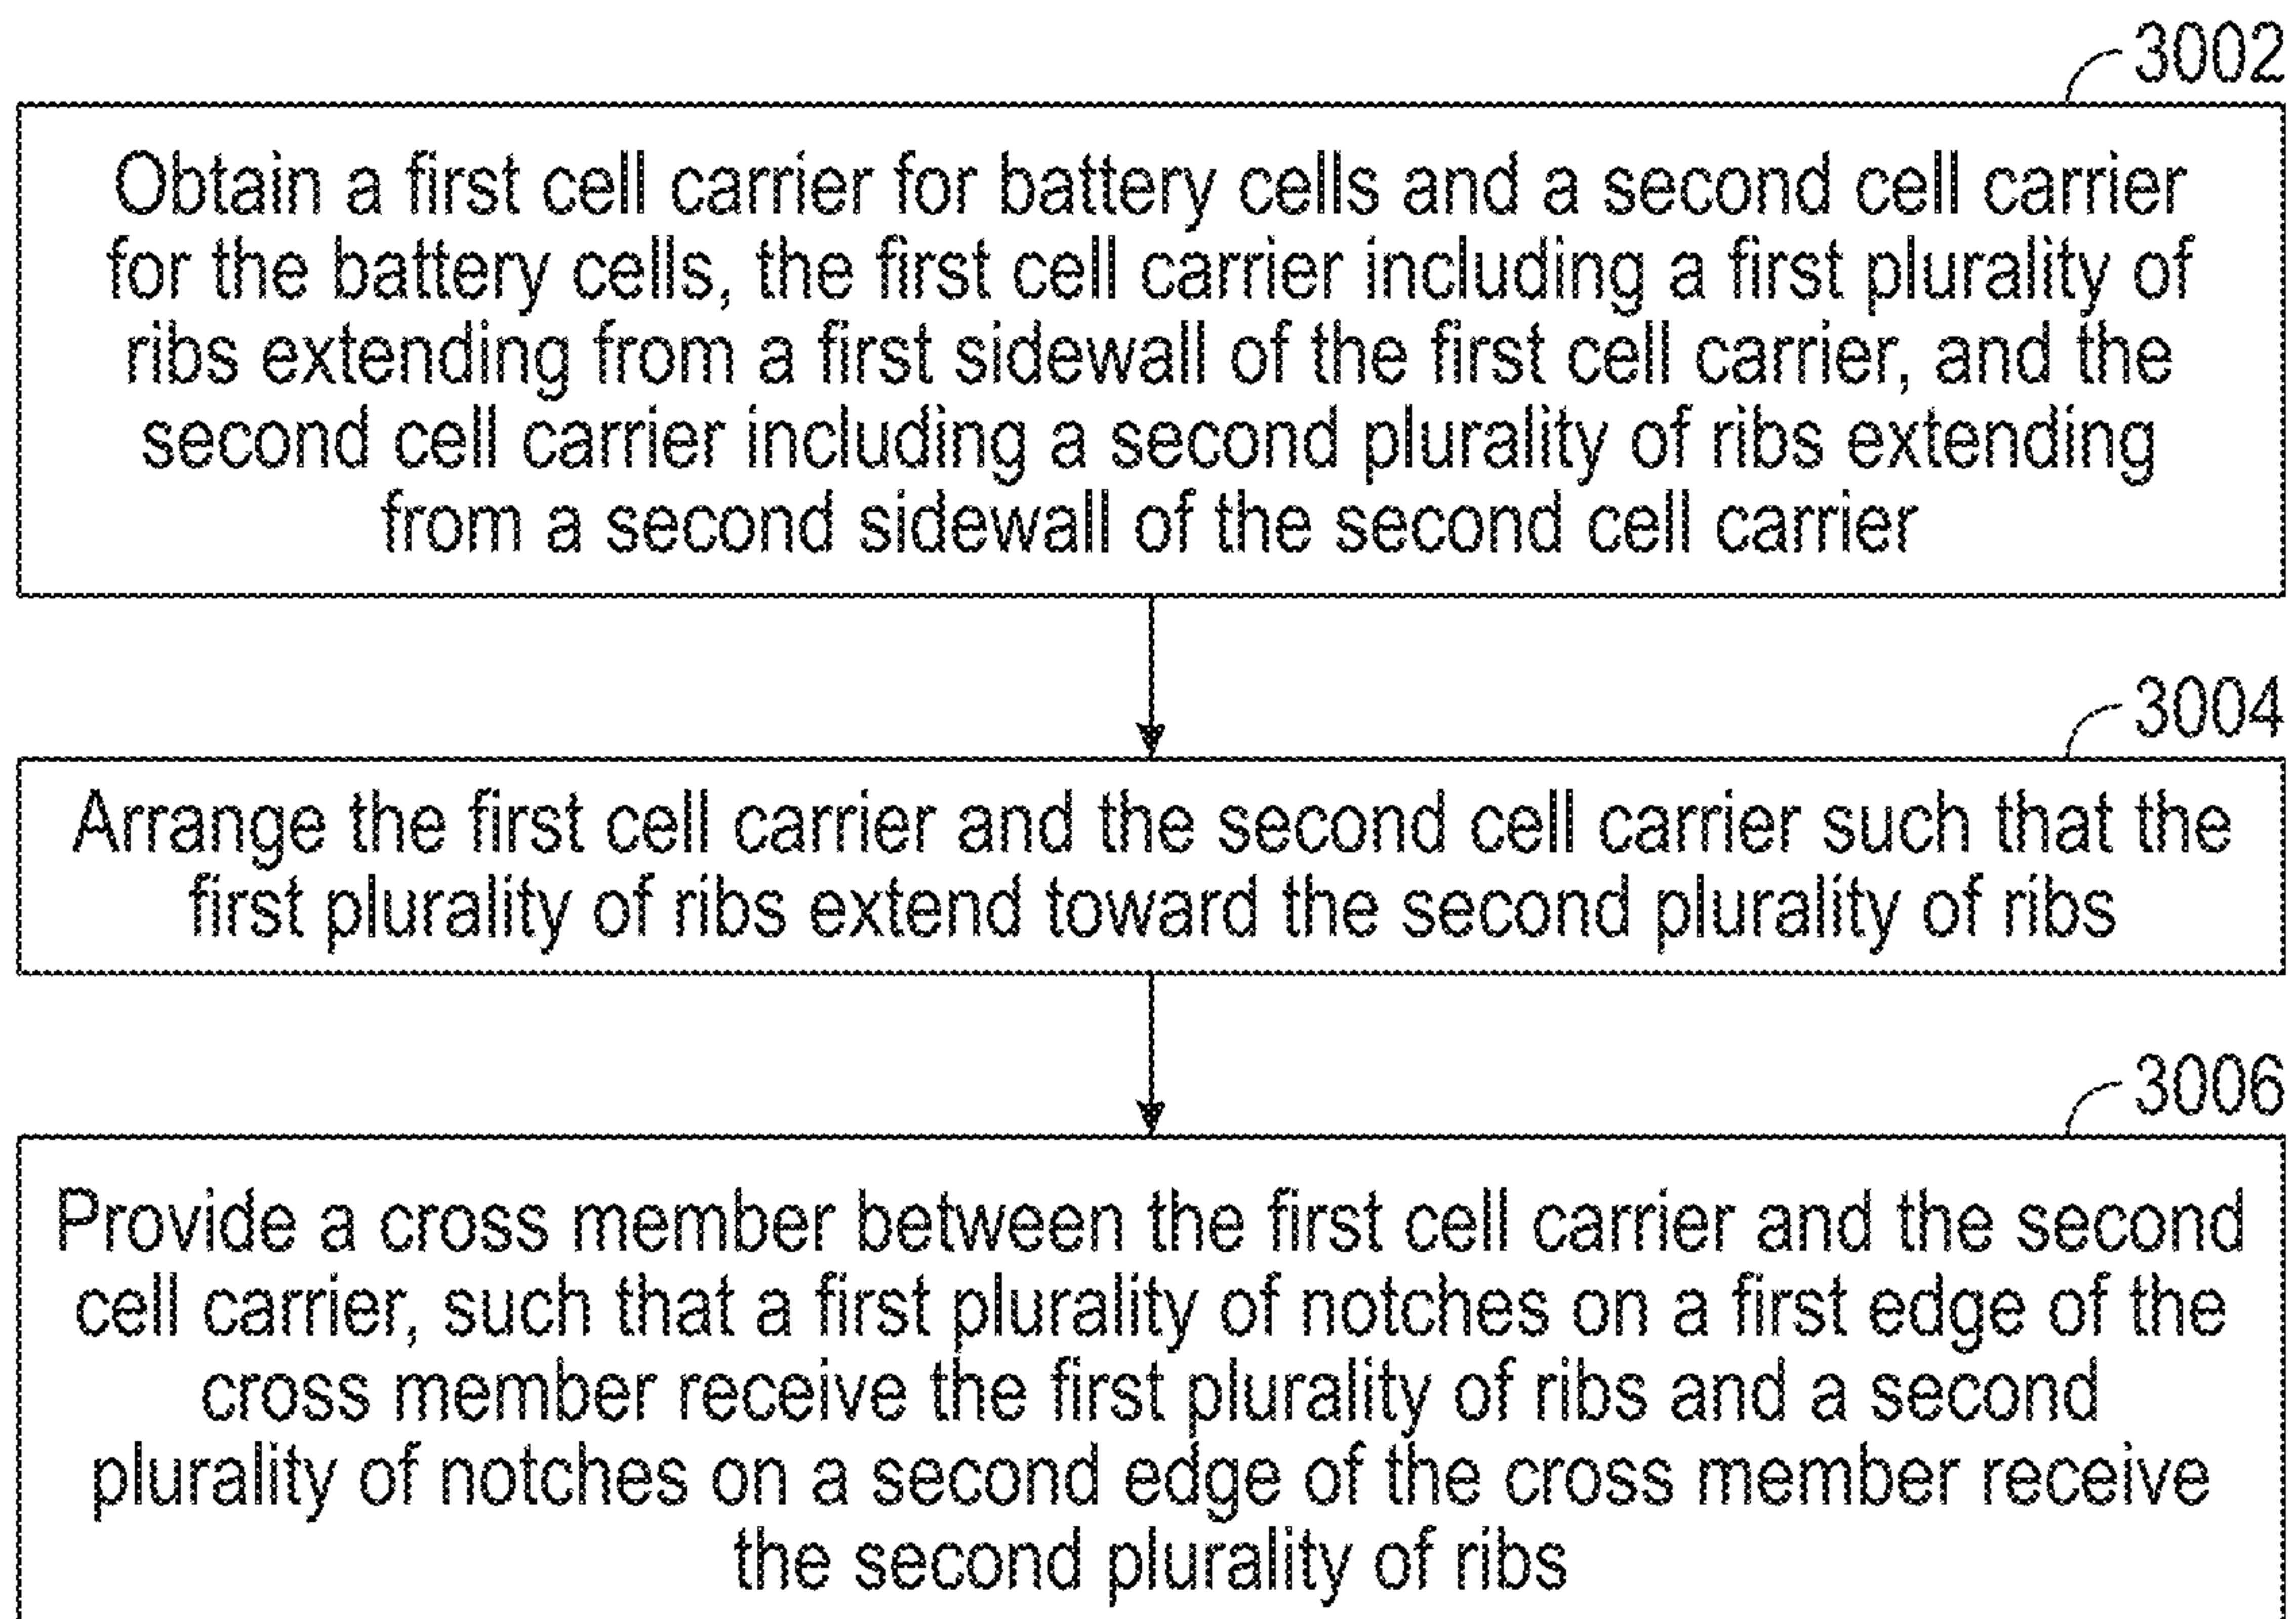 3002
Obtain a first cell carrier for battery cells and a second cell carrier
for the battery cells, the first cell carrier including a first plurality of
ribs extending from a first sidewall of the first cell carrier, and the
second cell carrier including a second plurality of ribs extending
from a second sidewall of the second cell carrier
3004
Arrange the first cell carrier and the second cell carrier such that the
first plurality of ribs extend toward the second plurality of ribs
3006
Provide a cross member between the first cell carrier and the second
cell carrier, such that a first plurality of notches on a first edge of the
cross member receive the first plurality of ribs and a second
plurality of notches on a second edge of the cross member receive
the second plurality of ribs